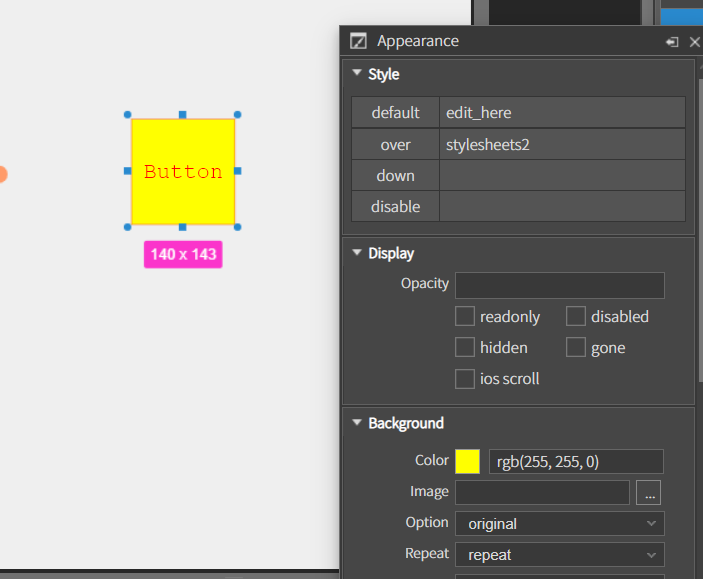 Appearance
Style
default edit_here
over stylesheets2
down
disable
Button
140 x 143
Display
Opacity
readonly disabled
hidden gone
ios scroll
Background
Color rgb(255, 255, 0)
Image ...
Option original
Repeat repeat